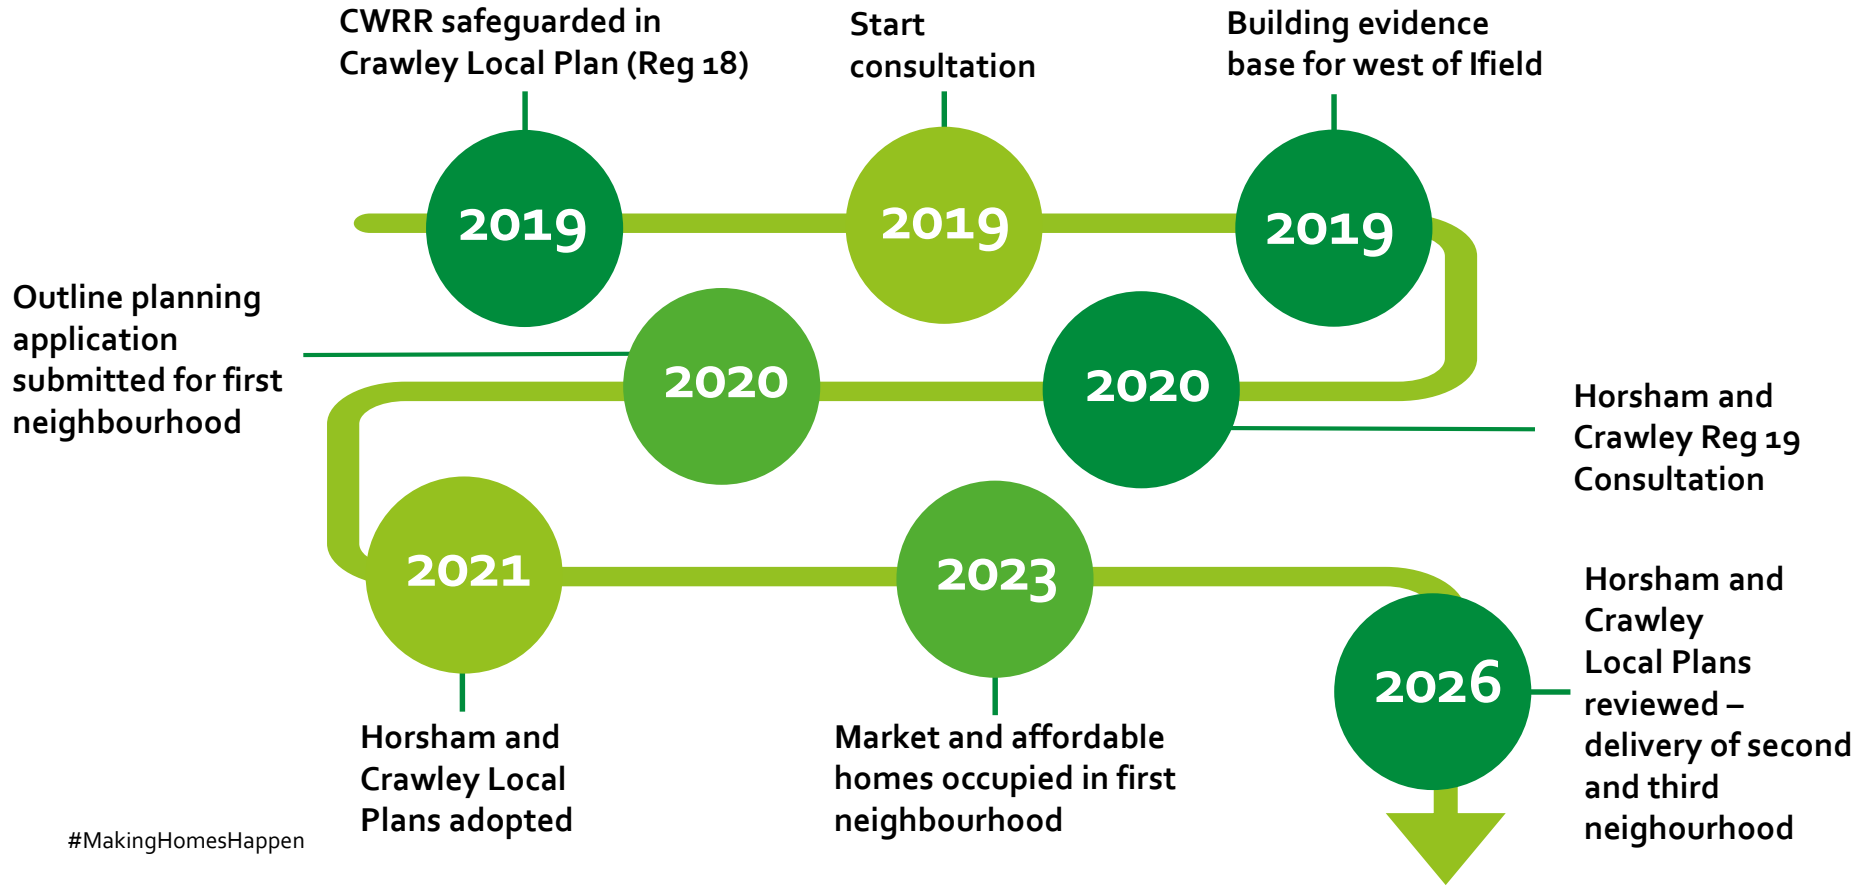 CWRR safeguarded in
Crawley Local Plan (Reg 18)
Start
consultation
Building evidence
base for west of Ifield
2019
2019
2019
Outline planning
application
submitted for first
neighbourhood
2020
2020
Horsham and
Crawley Reg 19
Consultation
2021
2023
2026
Horsham and
Crawley Local
Plans adopted
Market and affordable
homes occupied in first
neighbourhood
Horsham and
Crawley
Local Plans
reviewed –
delivery of second
and third
neighourhood
#MakingHomesHappen